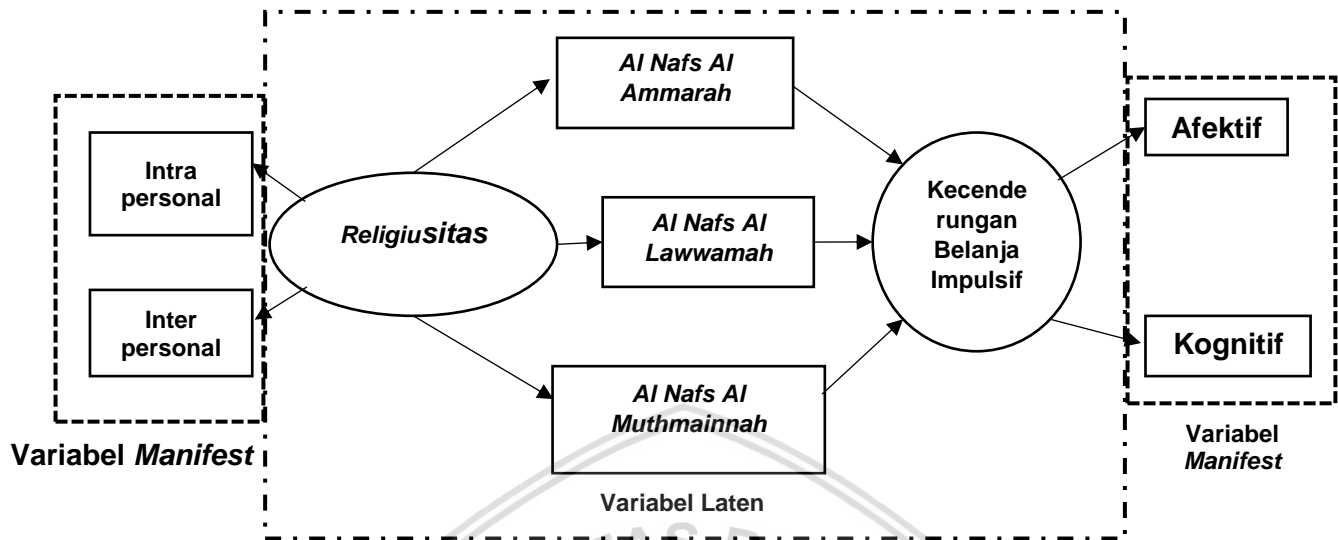 Intra
personal
Inter
personal
Variabel Manifest
Religiusitas
Al Nafs Al
Ammarah
Al Nafs Al
Lawwamah
Al Nafs Al
Muthmainnah
Variabel Laten
Kecende
rungan
Belanja
Impulsif
Afektif
Kognitif
Variabel
Manifest